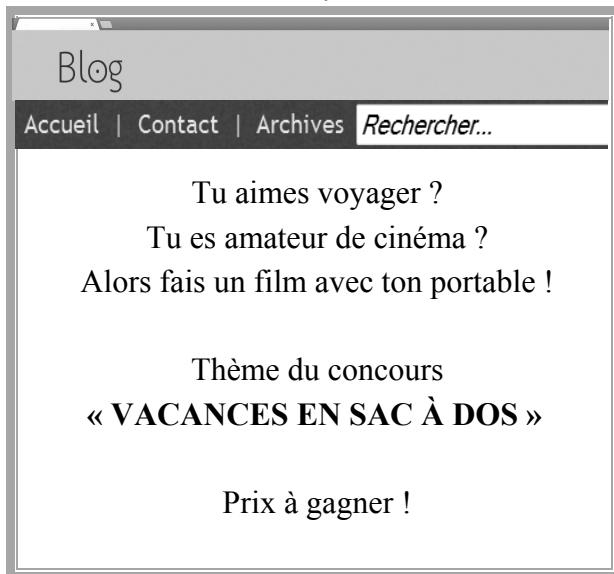 Blog
Accueil | Contact | Archives Rechercher...
Tu aimes voyager ?
Tu es amateur de cinéma ?
Alors fais un film avec ton portable !
Thème du concours
« VACANCES EN SAC À DOS »
Prix à gagner !